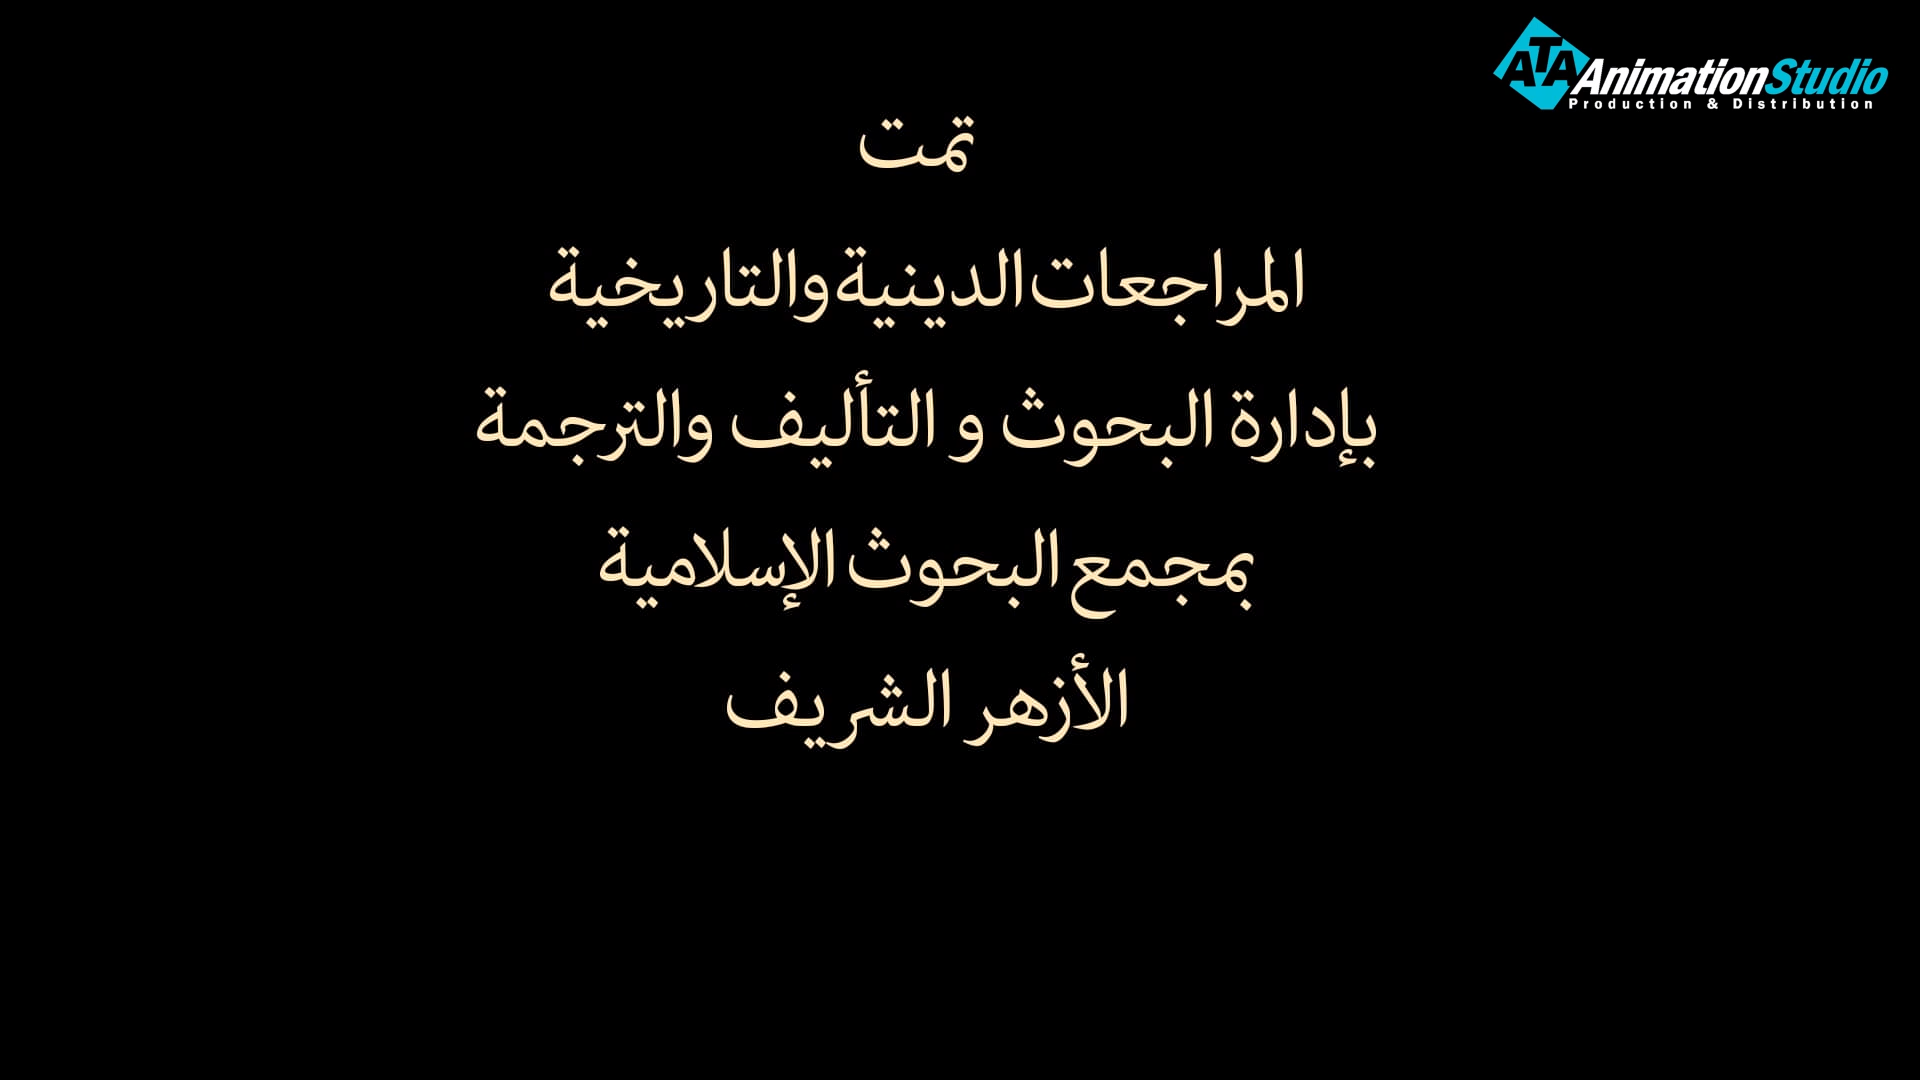 ATA AnimationStudio
Production & Distribution
تمت
المراجعات الدينية والتاريخية
بإدارة البحوث و التأليف والترجمة
بمجمع البحوث الإسلامية
الأزهر الشريف